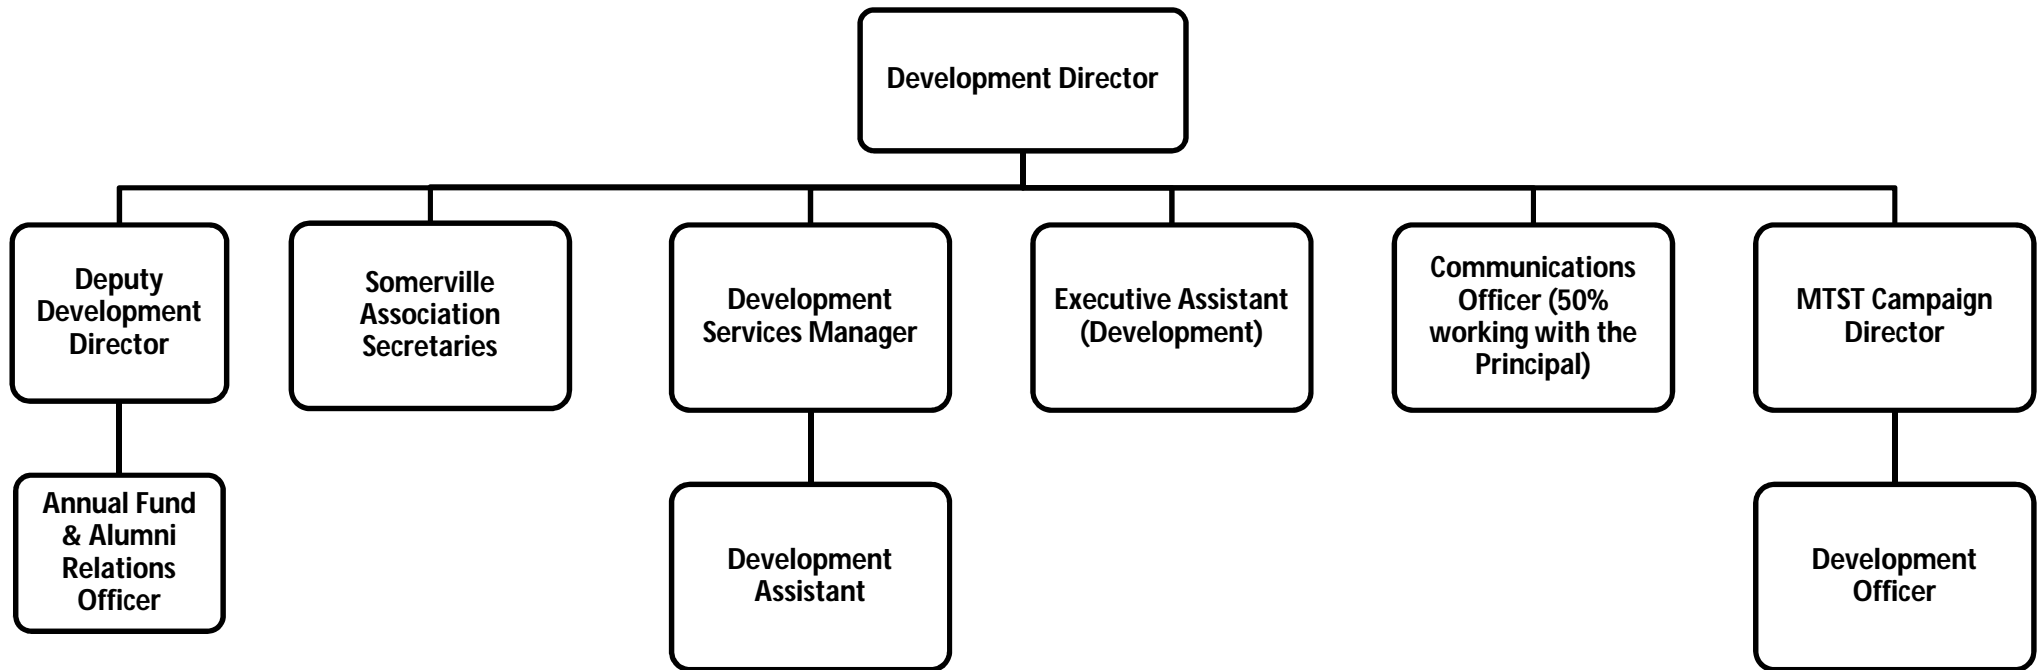 Development Director
Deputy
Development
Director
Somerville
Association
Secretaries
Development
Services Manager
Executive Assistant
(Development)
Communications
Officer (50%
working with the
Principal)
MTST Campaign
Director
Annual Fund
& Alumni
Relations
Officer
Development
Assistant
Development
Officer